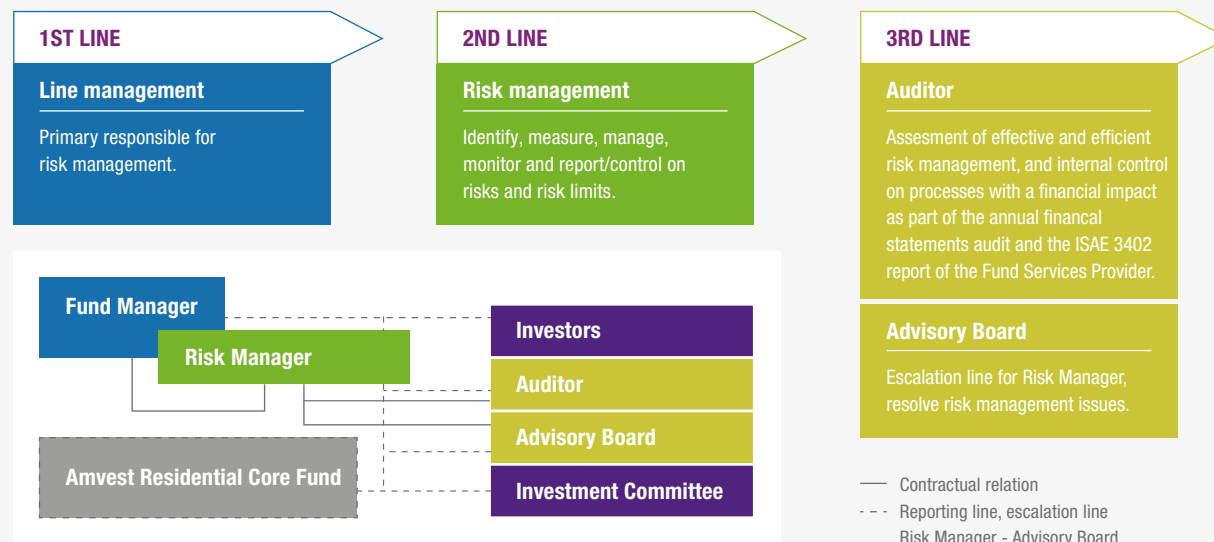 1ST LINE
Line management
Primary responsible for
risk management.
2ND LINE
Risk management
Identify, measure, manage,
monitor and report/control on
risks and risk limits.
3RD LINE
Auditor
Assesment of effective and efficient
risk management, and internal control
on processes with a financial impact
as part of the annual financal
statements audit and the ISAE 3402
report of the Fund Services Provider.
Advisory Board
Escalation line for Risk Manager,
resolve risk management issues.
Fund Manager
Risk Manager
Amvest Residential Core Fund
Investors
Auditor
Advisory Board
Investment Committee
Contractual relation
Reporting line, escalation line
Risk Manager - Advisory Board